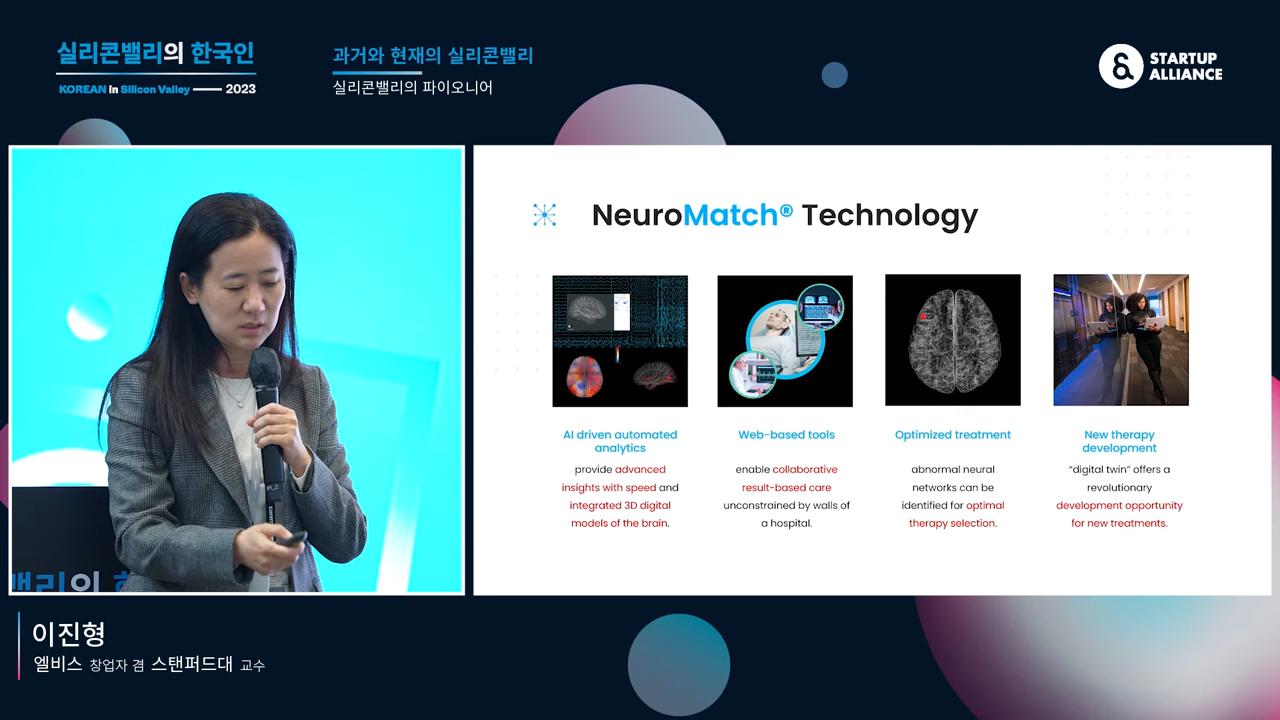 실리콘밸리의 한국인
KOREAN in Silicon Valley 2023
과거와 현재의 실리콘밸리
실리콘밸리의 파이오니어
STARTUP
ALLIANCE
NeuroMatch® Technology
AI driven automated
analytics
provide advanced
insights with speed and
integrated 3D digital
models of the brain.
Web-based tools
enable collaborative
result-based care
unconstrained by walls of
a hospital.
Optimized treatment
abnormal neural
networks can be
identified for optimal
therapy selection.
New therapy
development
“digital twin” offers a
revolutionary
development opportunity
for new treatments.
밸리의 한
이진형
엘비스 창업자 겸 스탠퍼드대 교수